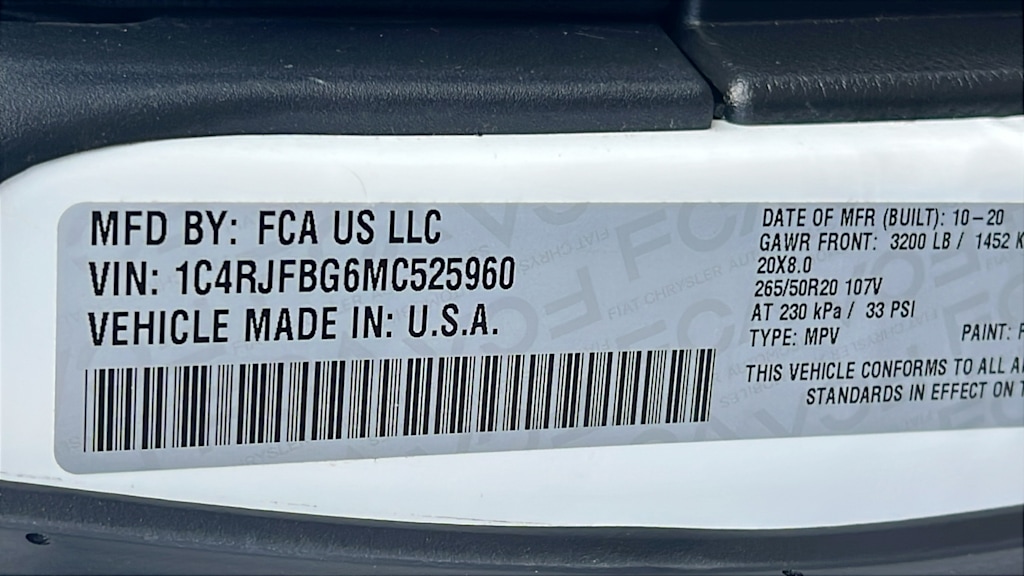 MFD BY: FCA US LLC
VIN: 1C4RJFBG6MC525960
VEHICLE MADE IN: U.S.A.
DATE OF MFR (BUILT): 10-20
GAWR FRONT: 3200 LB / 1452 K
20X8.0
265/50R20 107V
AT 230 kPa / 33 PSI
TYPE: MPV PAINT: F
THIS VEHICLE CONFORMS TO ALL A
STANDARDS IN EFFECT ON T